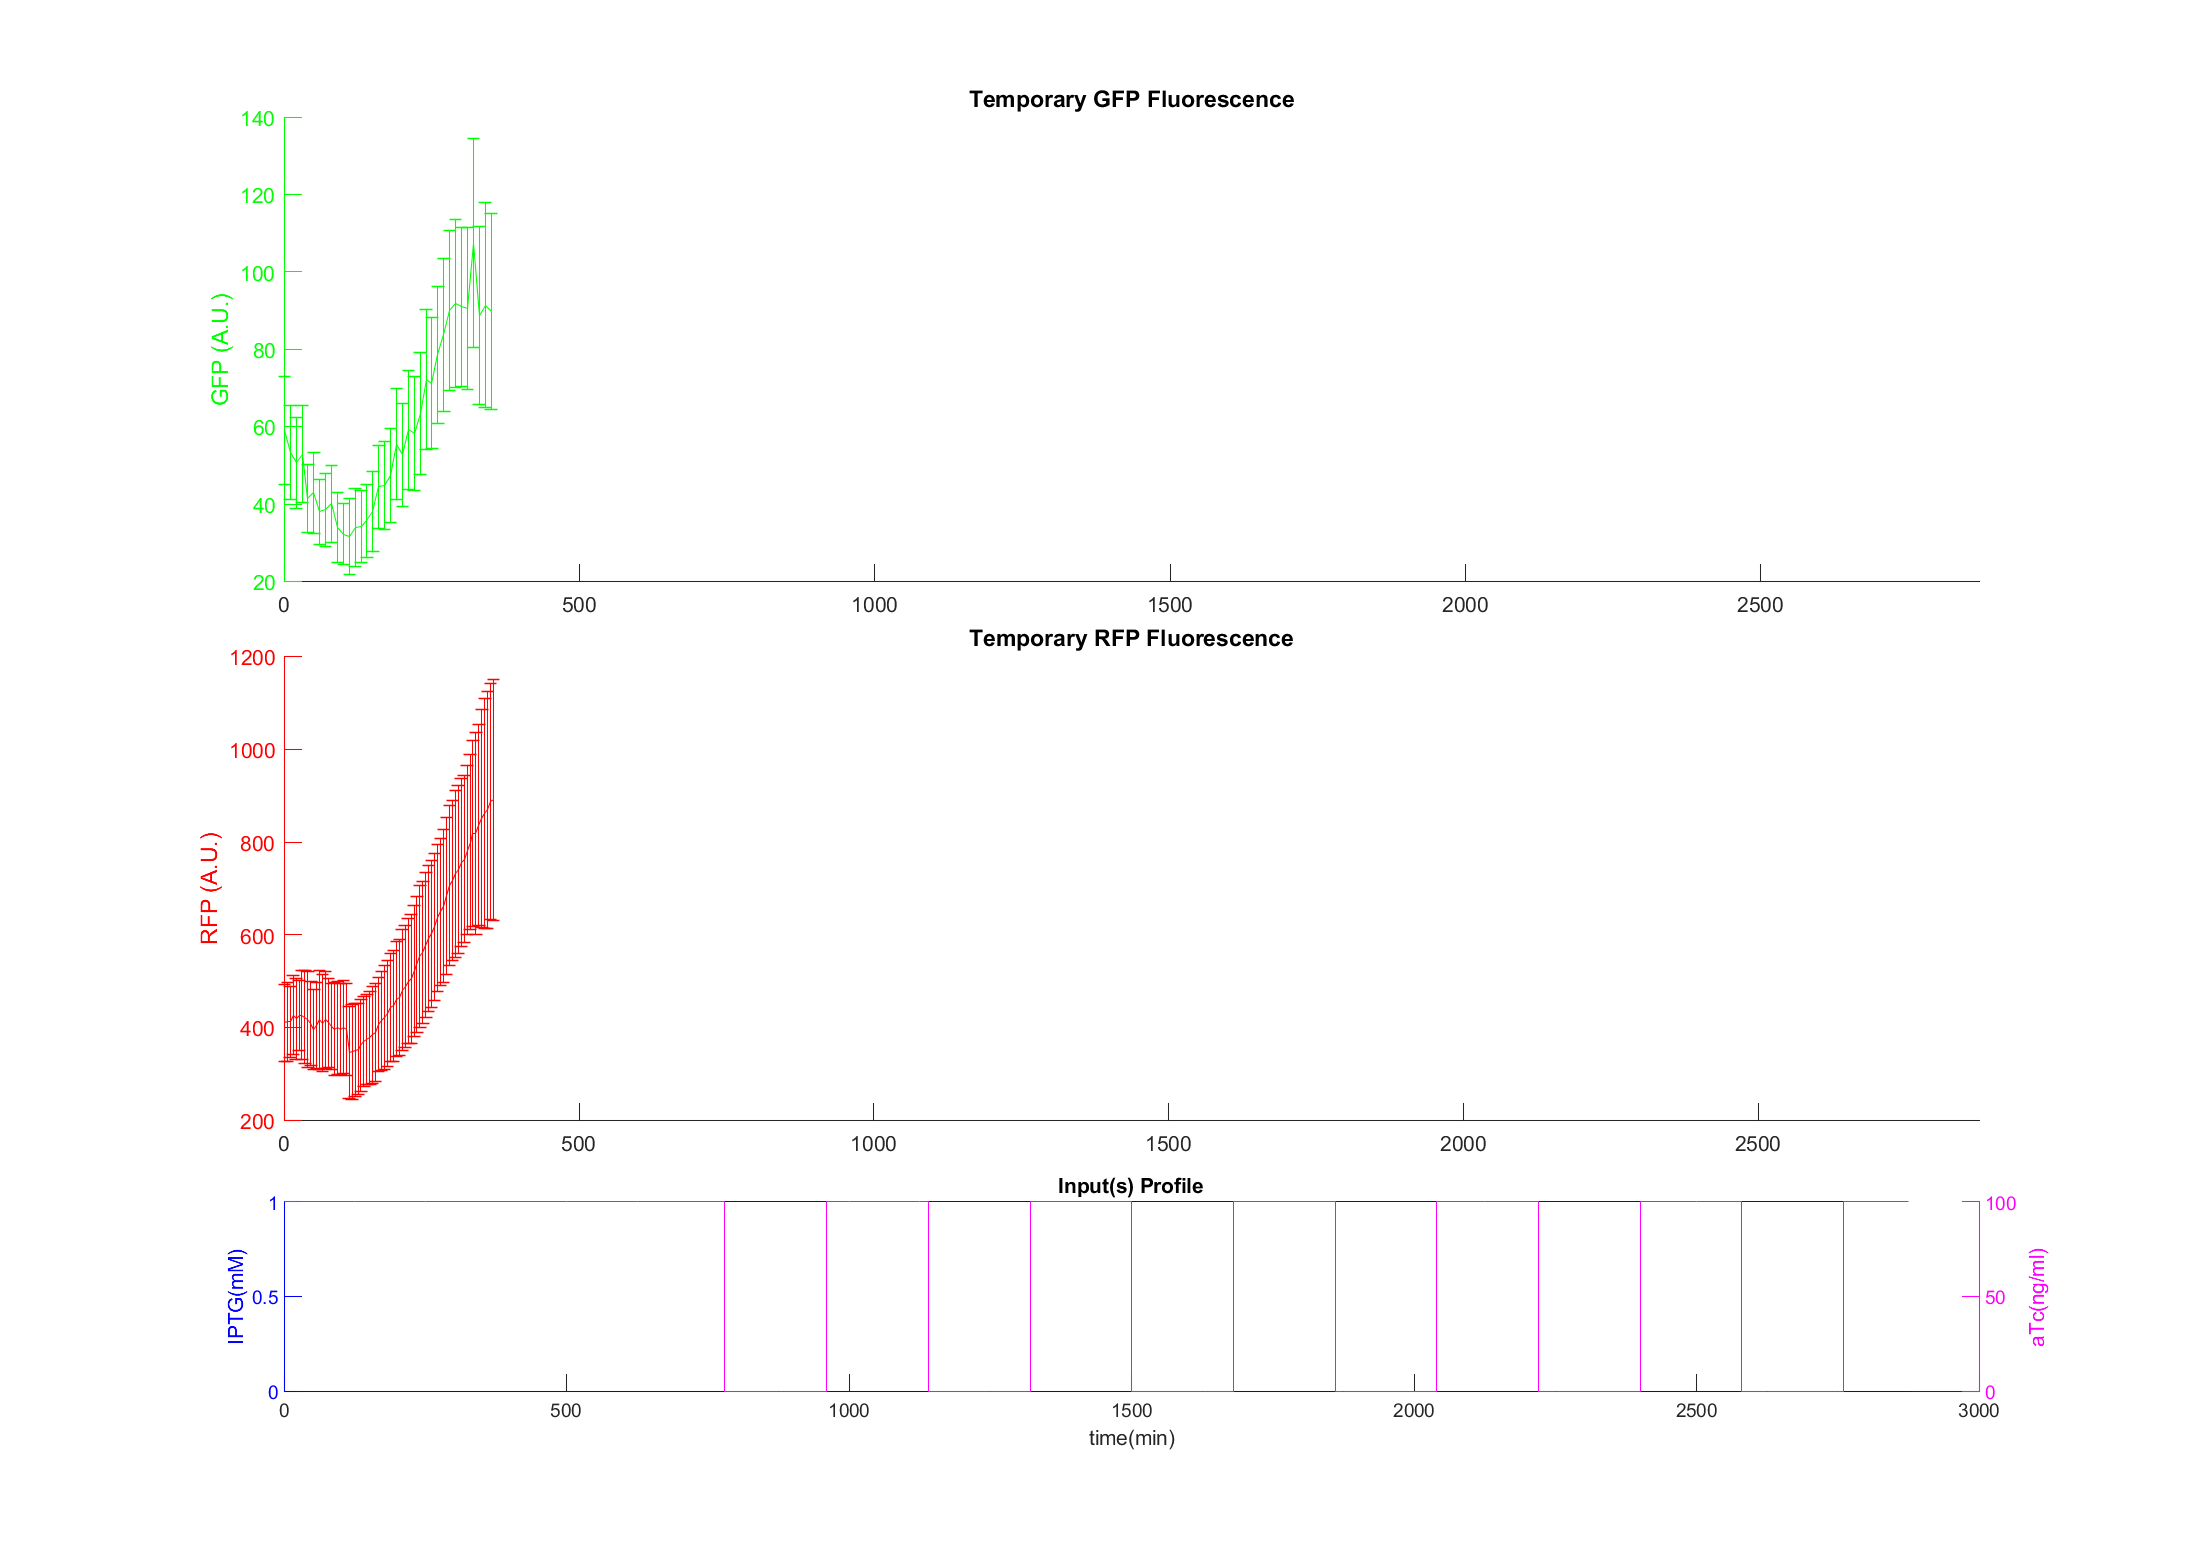 Temporary GFP Fluorescence
140
120
100
80
60
40
20
GFP (A.U.)
0 500 1000 1500 2000 2500
Temporary RFP Fluorescence
1200
1000
800
600
400
200
RFP (A.U.)
0 500 1000 1500 2000 2500
Input(s) Profile
1
0.5
0
IPTG(mM)
100
50
0
aTc(ng/ml)
0 500 1000 1500 2000 2500 3000
time(min)